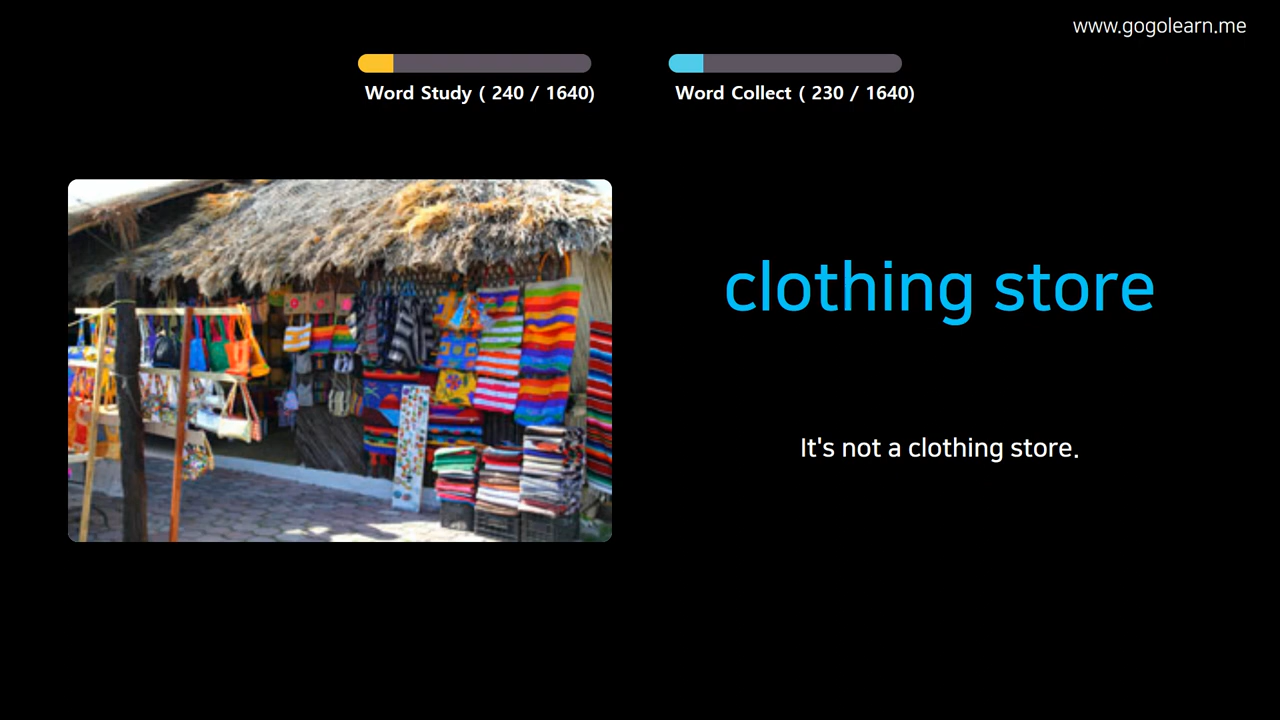 www.gogolearn.me
Word Study ( 240 / 1640)
Word Collect ( 230 / 1640)
clothing store
It's not a clothing store.